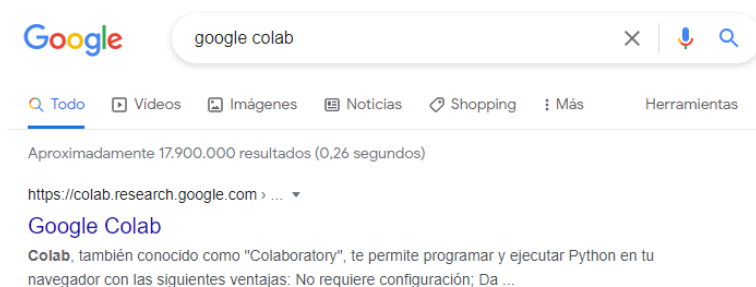 Google
google colab
Todo Videos Imágenes Noticias Shopping Más Herramientas
Aproximadamente 17.900.000 resultados (0,26 segundos)
https://colab.research.google.com › ...
Google Colab
Colab, también conocido como "Colaboratory", te permite programar y ejecutar Python en tu
navegador con las siguientes ventajas: No requiere configuración; Da ...